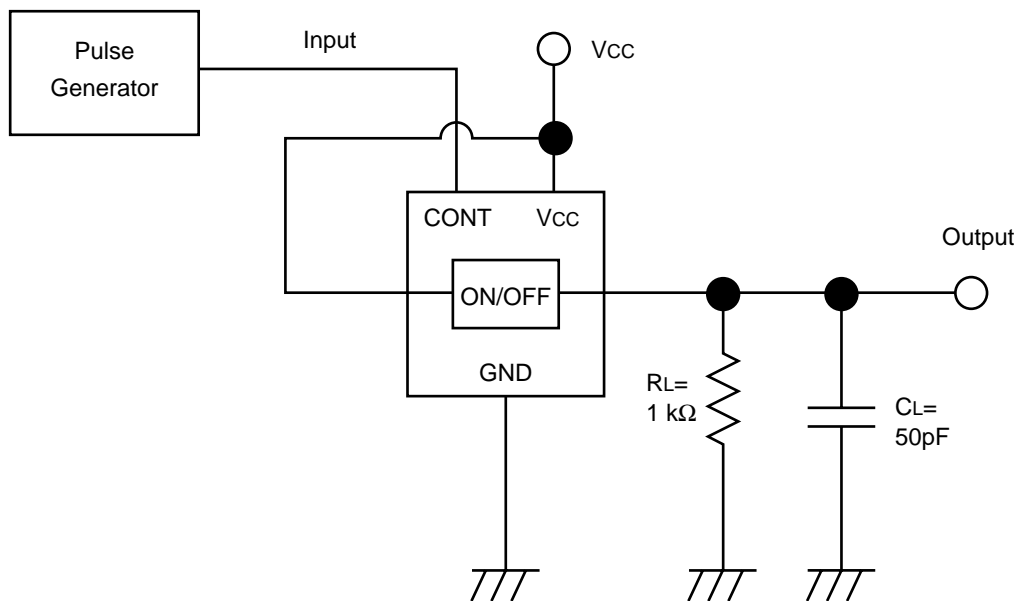 Pulse
Generator
Input
VCC
CONT
VCC
ON/OFF
GND
Output
RL=
1 kΩ
CL=
50pF